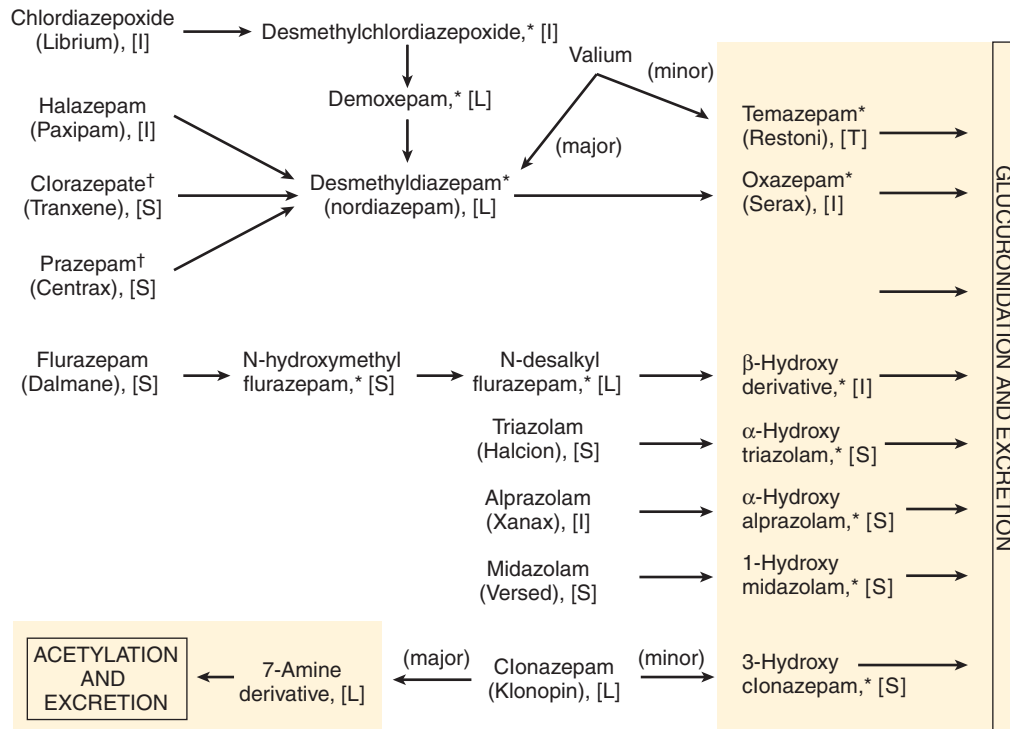 Chlordiazepoxide
(Librium), [I]
Desmethylchlordiazepoxide,* [I]
Demoxepam,* [L]
Valium
(minor)
(major)
Halazepam
(Paxipam), [I]
Clorazepate†
(Tranxene), [S]
Prazepam†
(Centrax), [S]
Desmethyldiazepam*
(nordiazepam), [L]
Temazepam*
(Restoni), [T]
Oxazepam*
(Serax), [I]
Flurazepam
(Dalmane), [S]
N-hydroxymethyl
flurazepam,* [S]
N-desalkyl
flurazepam,* [L]
β-Hydroxy
derivative,* [I]
Triazolam
(Halcion), [S]
α-Hydroxy
triazolam,* [S]
Alprazolam
(Xanax), [I]
α-Hydroxy
alprazolam,* [S]
Midazolam
(Versed), [S]
1-Hydroxy
midazolam,* [S]
ACETYLATION
AND
EXCRETION
7-Amine
derivative, [L]
(major)
Clonazepam
(Klonopin), [L]
(minor)
3-Hydroxy
clonazepam,* [S]
GLUCURONIDATION AND EXCRETION